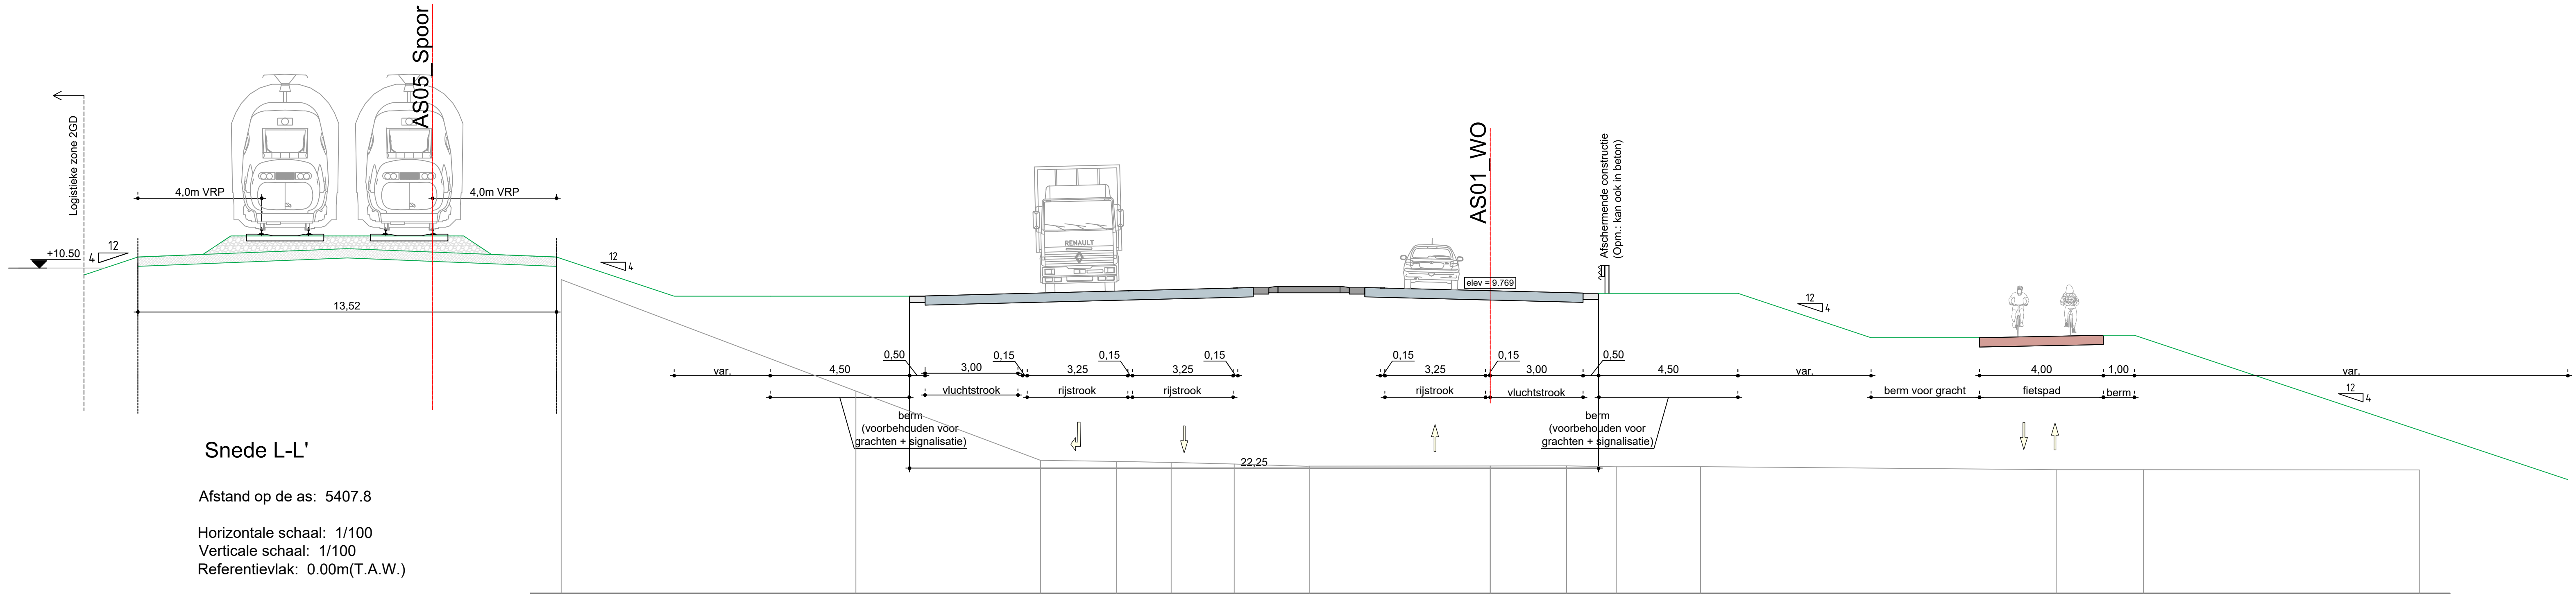 AS05_Spoor
Logistieke zone 2GD
4,0m VRP
4,0m VRP
+10.50
4
12
13,52
12
4
RENAULT
AS01_WO
elev = 9.769
Afschermende constructie
(Opm.: kan ook in beton)
12
4
12
4
var.
4,50
0,50
3,00
0,15
3,25
0,15
3,25
0,15
0,15
3,25
0,15
3,00
0,50
4,50
var.
4,00
1,00
var.
vluchtstrook
rijstrook
rijstrook
rijstrook
vluchtstrook
berm voor gracht
fietspad
berm
berm
(voorbehouden voor
grachten + signalisatie)
berm
(voorbehouden voor
grachten + signalisatie)
22,25
Snede L-L'
Afstand op de as: 5407.8
Horizontale schaal: 1/100
Verticale schaal: 1/100
Referentievlak: 0.00m(T.A.W.)